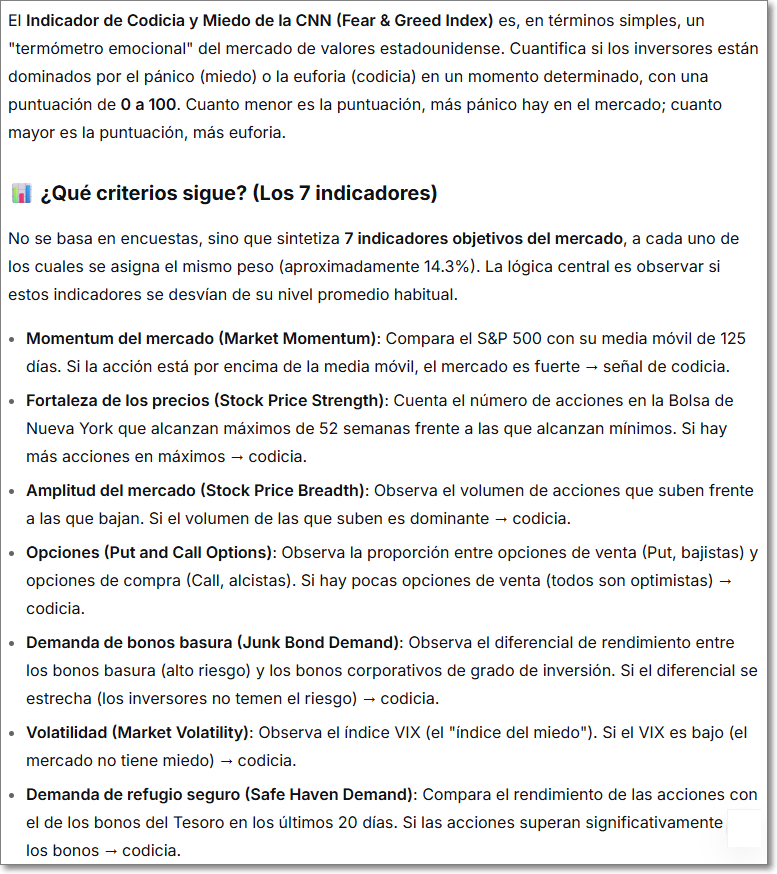 El Indicador de Codicia y Miedo de la CNN (Fear & Greed Index) es, en términos simples, un
"termómetro emocional" del mercado de valores estadounidense. Cuantifica si los inversores están
dominados por el pánico (miedo) o la euforia (codicia) en un momento determinado, con una
puntuación de 0 a 100. Cuanto menor es la puntuación, más pánico hay en el mercado; cuanto
mayor es la puntuación, más euforia.
📊 ¿Qué criterios sigue? (Los 7 indicadores)
No se basa en encuestas, sino que sintetiza 7 indicadores objetivos del mercado, a cada uno de
los cuales se asigna el mismo peso (aproximadamente 14.3%). La lógica central es observar si
estos indicadores se desvían de su nivel promedio habitual.
• Momentum del mercado (Market Momentum): Compara el S&P 500 con su media móvil de 125
días. Si la acción está por encima de la media móvil, el mercado es fuerte → señal de codicia.
• Fortaleza de los precios (Stock Price Strength): Cuenta el número de acciones en la Bolsa de
Nueva York que alcanzan máximos de 52 semanas frente a las que alcanzan mínimos. Si hay
más acciones en máximos → codicia.
• Amplitud del mercado (Stock Price Breadth): Observa el volumen de acciones que suben frente
a las que bajan. Si el volumen de las que suben es dominante → codicia.
• Opciones (Put and Call Options): Observa la proporción entre opciones de venta (Put, bajistas) y
opciones de compra (Call, alcistas). Si hay pocas opciones de venta (todos son optimistas) →
codicia.
• Demanda de bonos basura (Junk Bond Demand): Observa el diferencial de rendimiento entre
los bonos basura (alto riesgo) y los bonos corporativos de grado de inversión. Si el diferencial se
estrecha (los inversores no temen el riesgo) → codicia.
• Volatilidad (Market Volatility): Observa el índice VIX (el "índice del miedo"). Si el VIX es bajo (el
mercado no tiene miedo) → codicia.
• Demanda de refugio seguro (Safe Haven Demand): Compara el rendimiento de las acciones con
el de los bonos del Tesoro en los últimos 20 días. Si las acciones superan significativamente
los bonos → codicia.